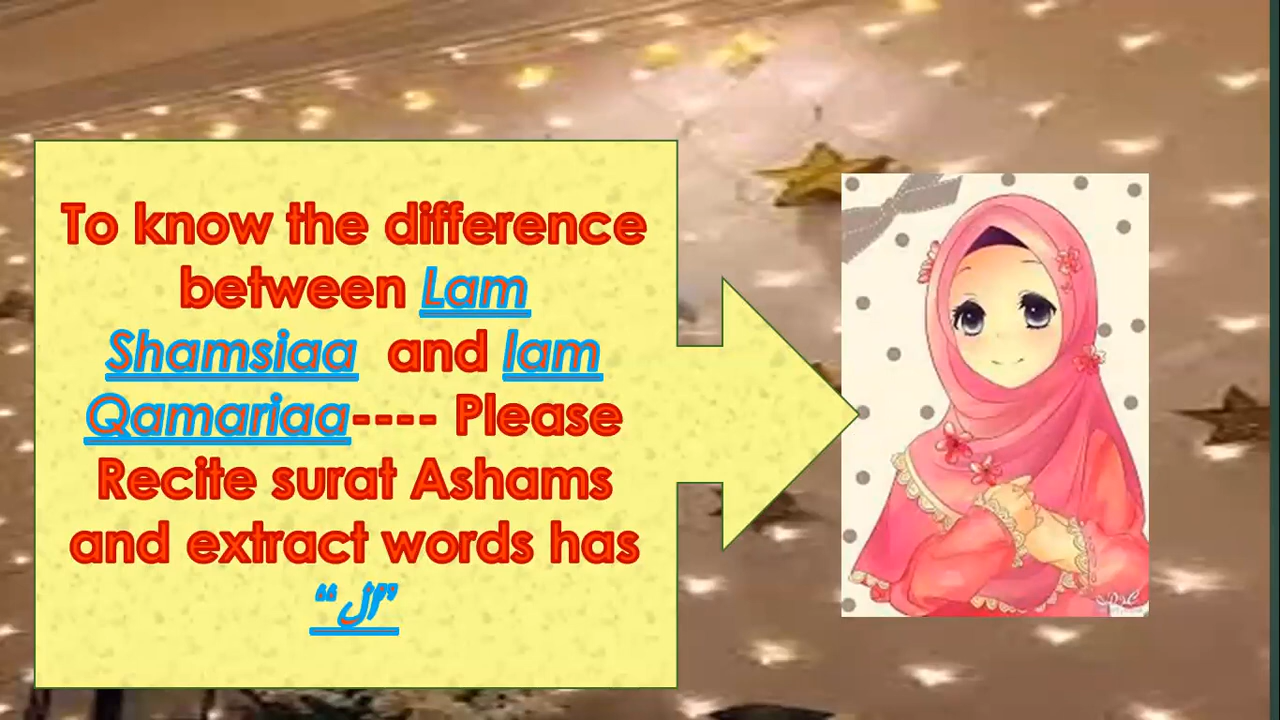 To know the difference
between Lam
Shamsiaa and lam
Qamariaa---- Please
Recite surat Ashams
and extract words has
“ال”